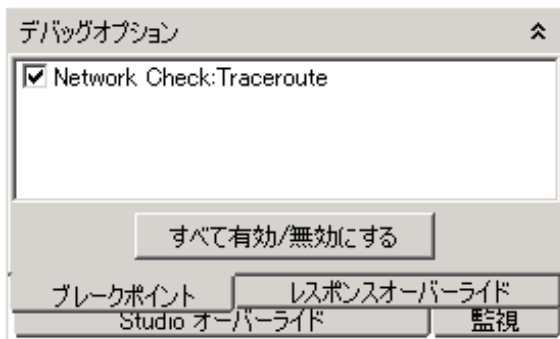 デバッグオプション
Network Check:Traceroute
すべて有効/無効にする
ブレークポイント
レスポンスオーバーライド
Studio オーバーライド
監視